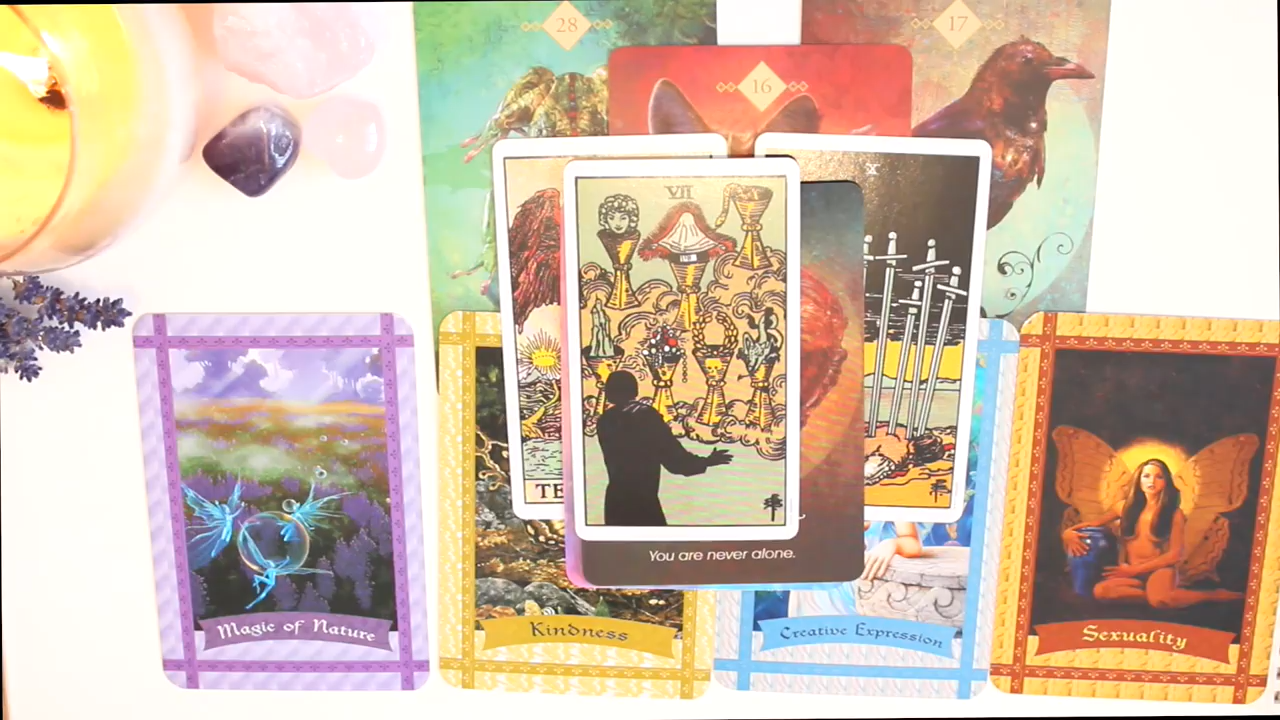 28
17
16
X
VII
TE
You are never alone.
Magic of Nature
Kindness
Creative Expression
Sexuality